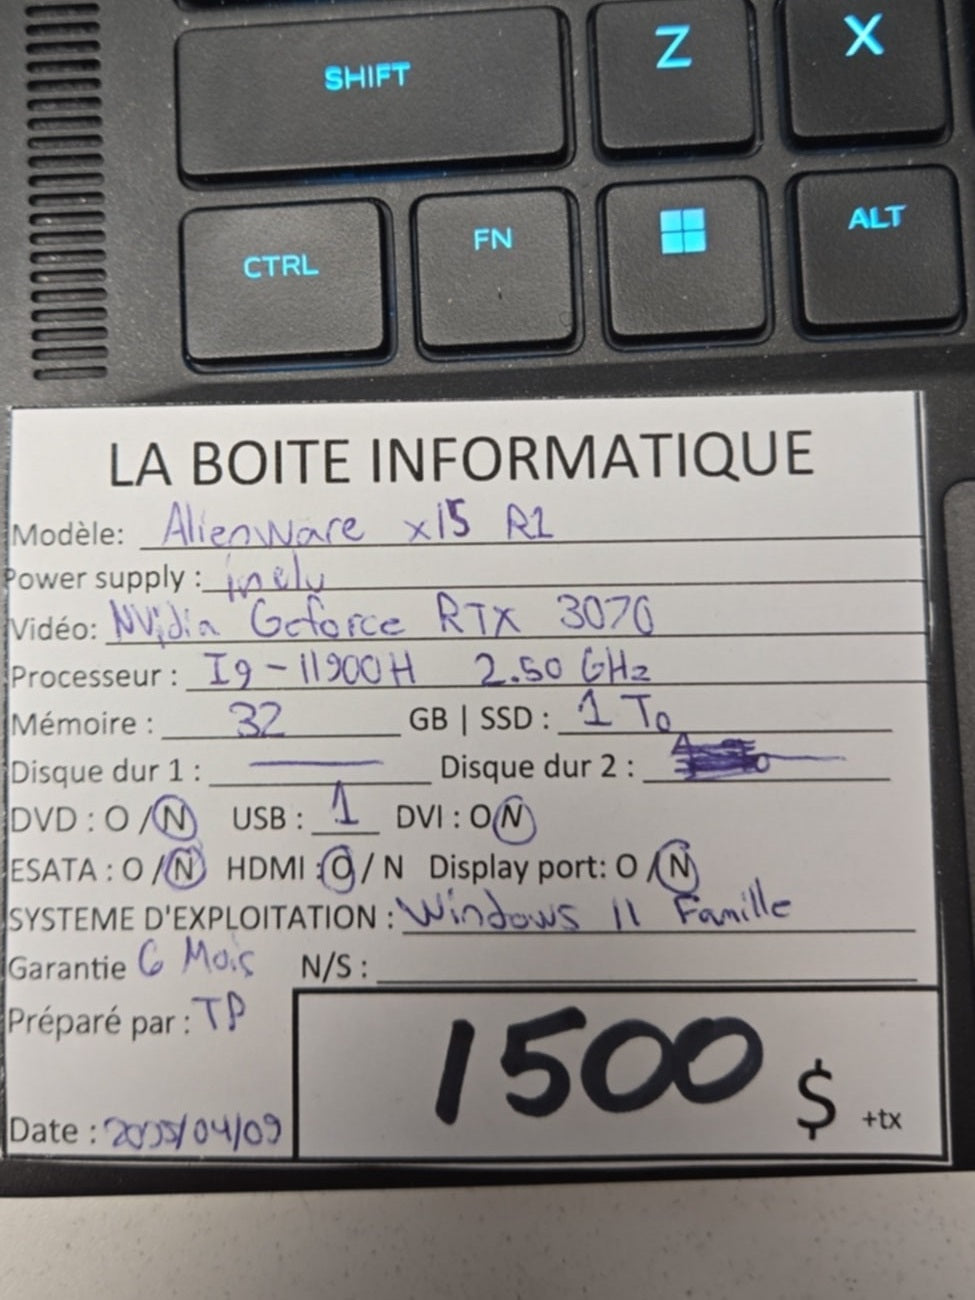 SHIFT Z X
CTRL FN ALT
LA BOITE INFORMATIQUE
Modèle: Alienware x15 R1
Power supply : inclu
Vidéo: NVidia Geforce RTX 3070
Processeur : I9-11900H 2.50 GHz
Mémoire : 32 GB | SSD : 1 To
Disque dur 1 : Disque dur 2 :
DVD : O / N USB : 1 DVI : O N
ESATA : O / N HDMI : O / N Display port: O / N
SYSTEME D'EXPLOITATION : Windows 11 Famille
Garantie 6 Mois N/S :
Préparé par : TP
1500 $ +tx
Date : /04/09